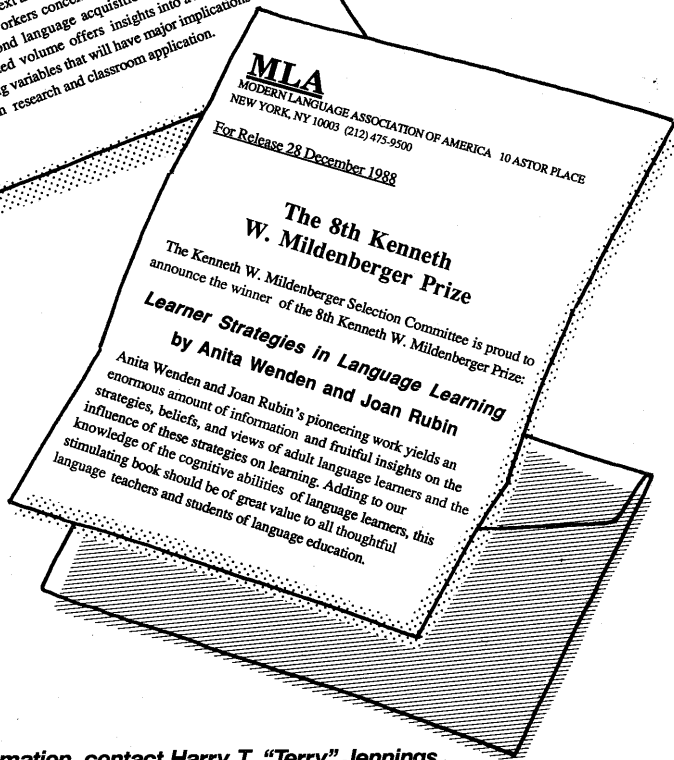 orkers conce
ond language acquisiti
ed volume offers insights into a
g variables that will have major implications
n research and classroom application.
MLA
MODERN LANGUAGE ASSOCIATION OF AMERICA 10 ASTOR PLACE
NEW YORK, NY 10003 (212) 475-9500
For Release 28 December 1988
The 8th Kenneth
W. Mildenberger Prize
The Kenneth W. Mildenberger Selection Committee is proud to
announce the winner of the 8th Kenneth W. Mildenberger Prize:
Learner Strategies in Language Learning
by Anita Wenden and Joan Rubin
Anita Wenden and Joan Rubin's pioneering work yields an
enormous amount of information and fruitful insights on the
strategies, beliefs, and views of adult language learners and the
influence of these strategies on learning. Adding to our
knowledge of the cognitive abilities of language learners, this
stimulating book should be of great value to all thoughtful
language teachers and students of language education.
rmation, contact Harry T. “Terry” Jennings